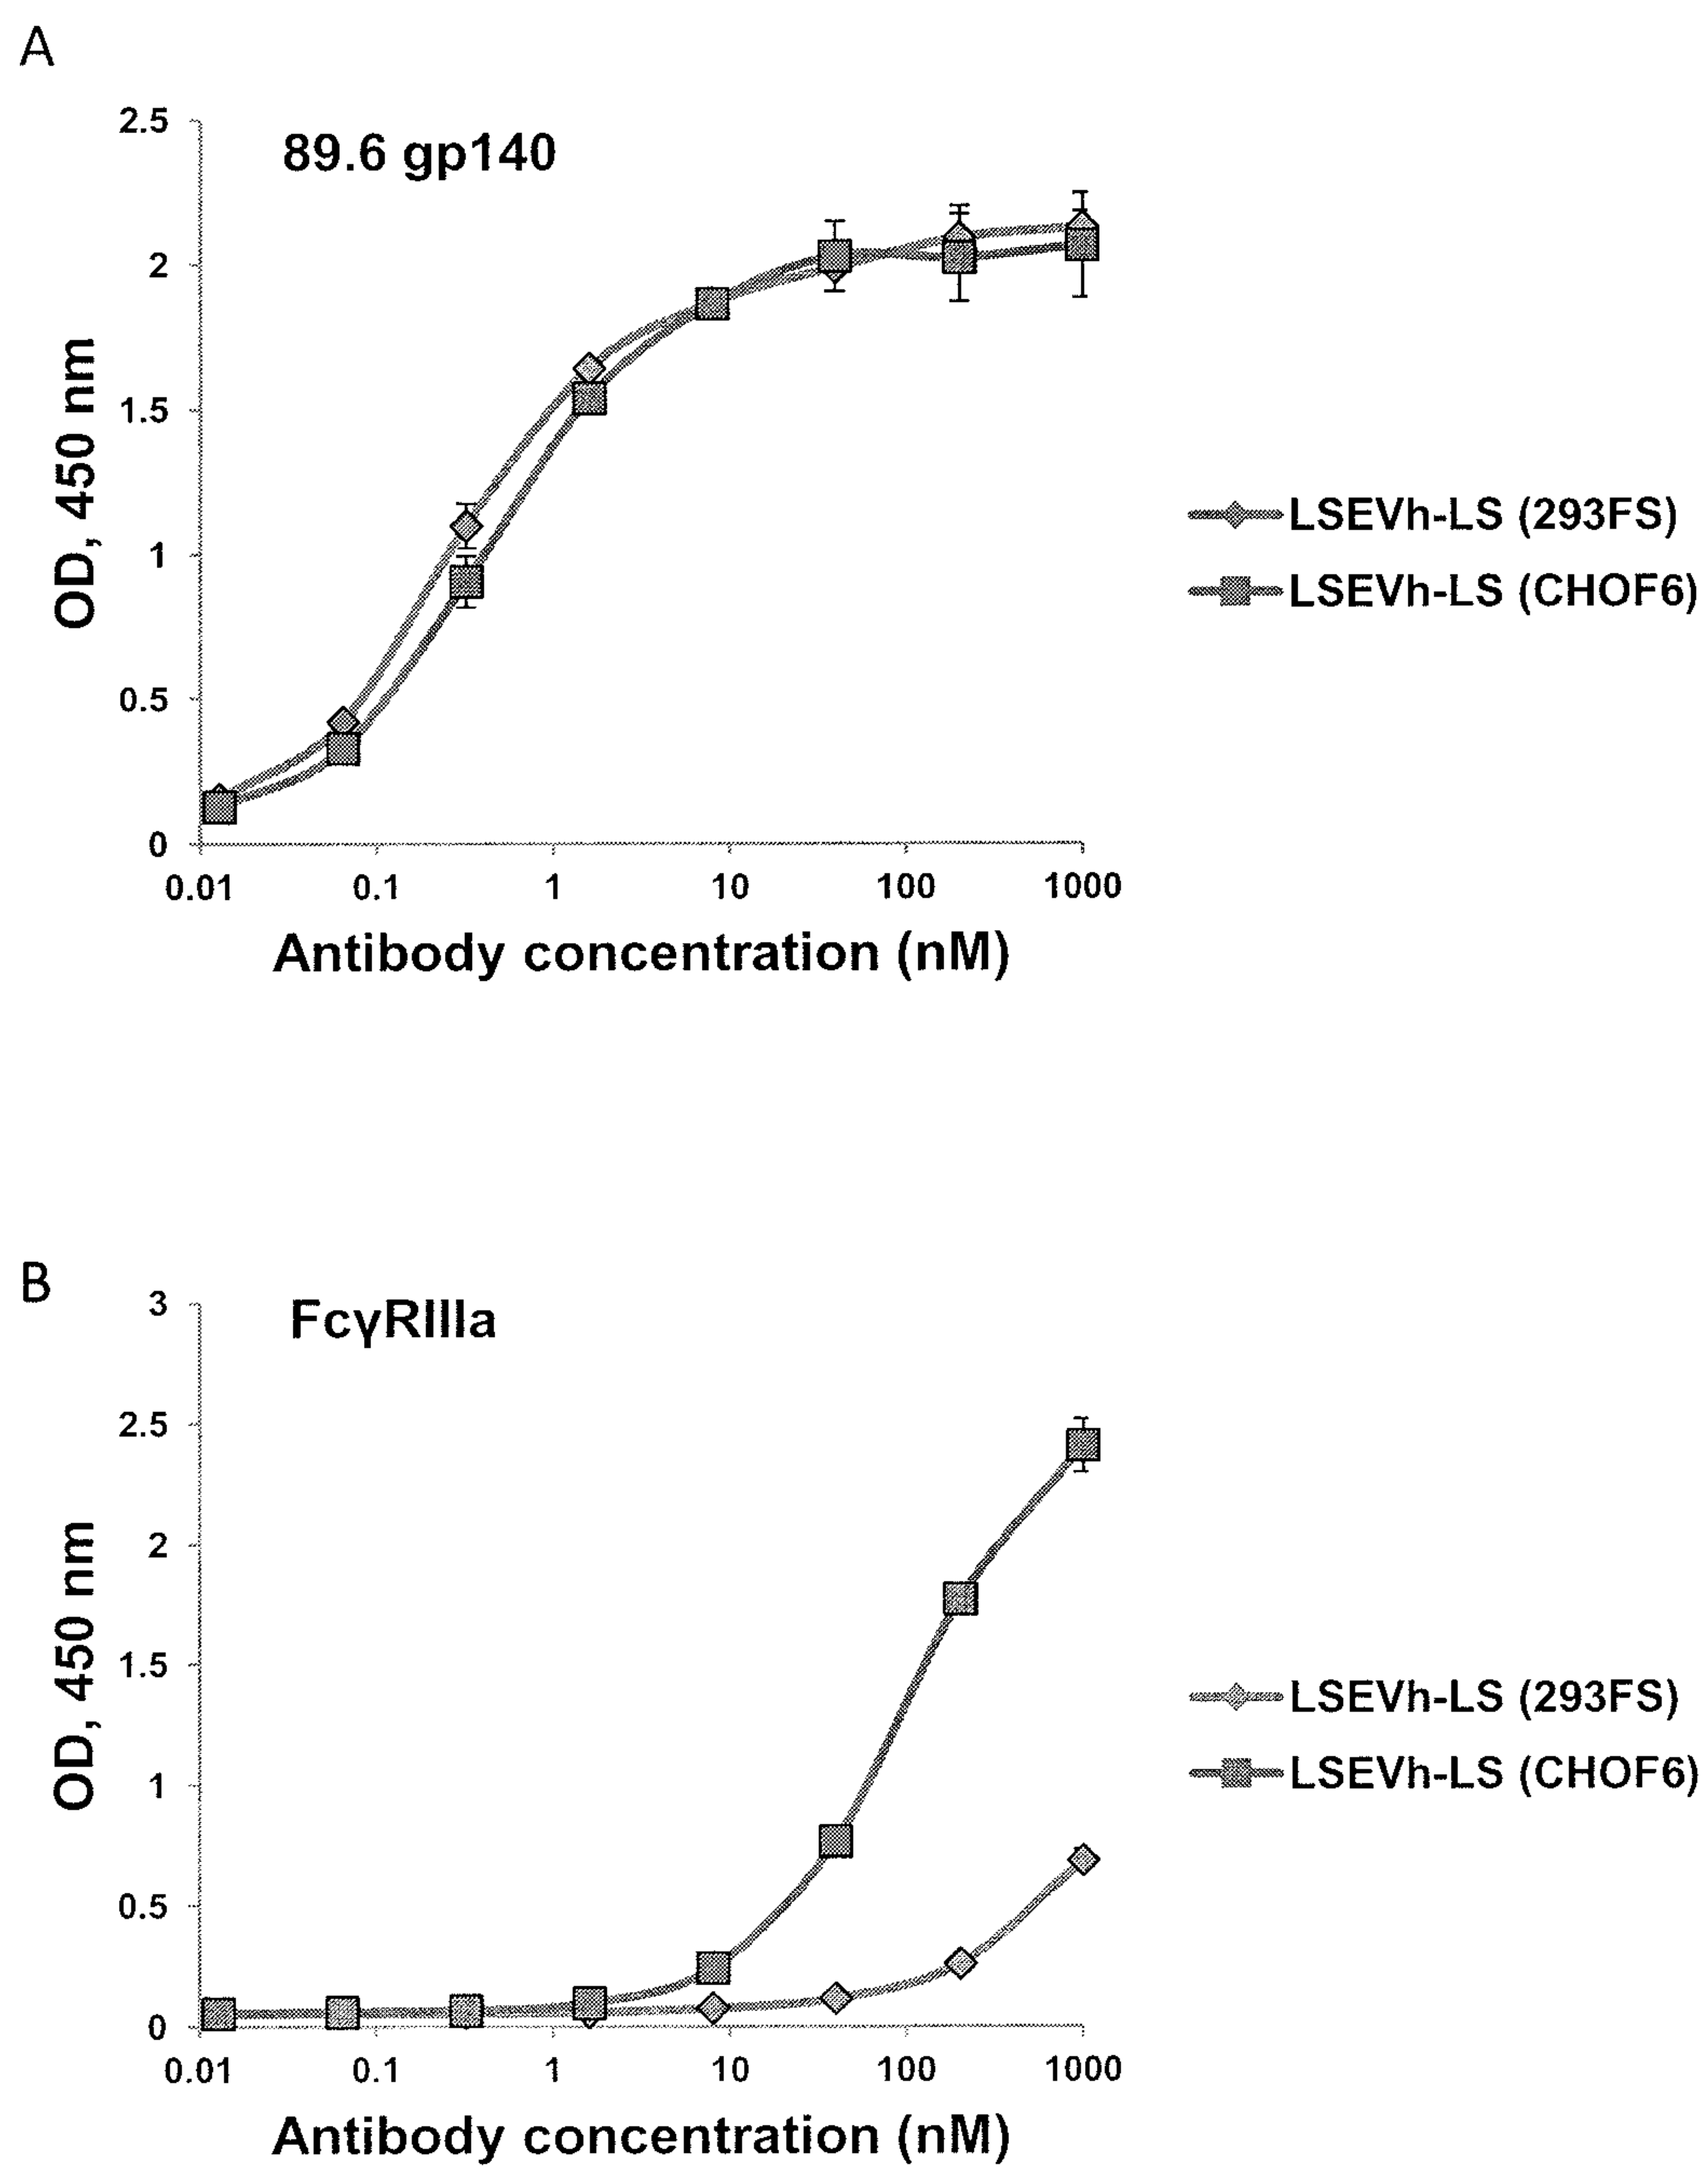 A
89.6 gp140
2.5
2
1.5
1
0.5
0
OD, 450 nm
0.01 0.1 1 10 100 1000
Antibody concentration (nM)
LSEVh-LS (293FS)
LSEVh-LS (CHOF6)
B
FcγRIIIa
3
2.5
2
1.5
1
0.5
0
OD, 450 nm
0.01 0.1 1 10 100 1000
Antibody concentration (nM)
LSEVh-LS (293FS)
LSEVh-LS (CHOF6)